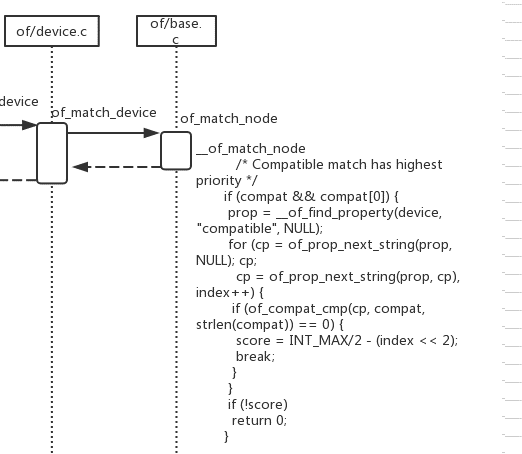 of/device.c
of/base.
c
device
of_match_device
of_match_node
__of_match_node
/* Compatible match has highest
priority */
if (compat && compat[0]) {
prop = __of_find_property(device,
"compatible", NULL);
for (cp = of_prop_next_string(prop,
NULL); cp;
cp = of_prop_next_string(prop, cp),
index++) {
if (of_compat_cmp(cp, compat,
strlen(compat)) == 0) {
score = INT_MAX/2 - (index << 2);
break;
}
}
if (!score)
return 0;
}